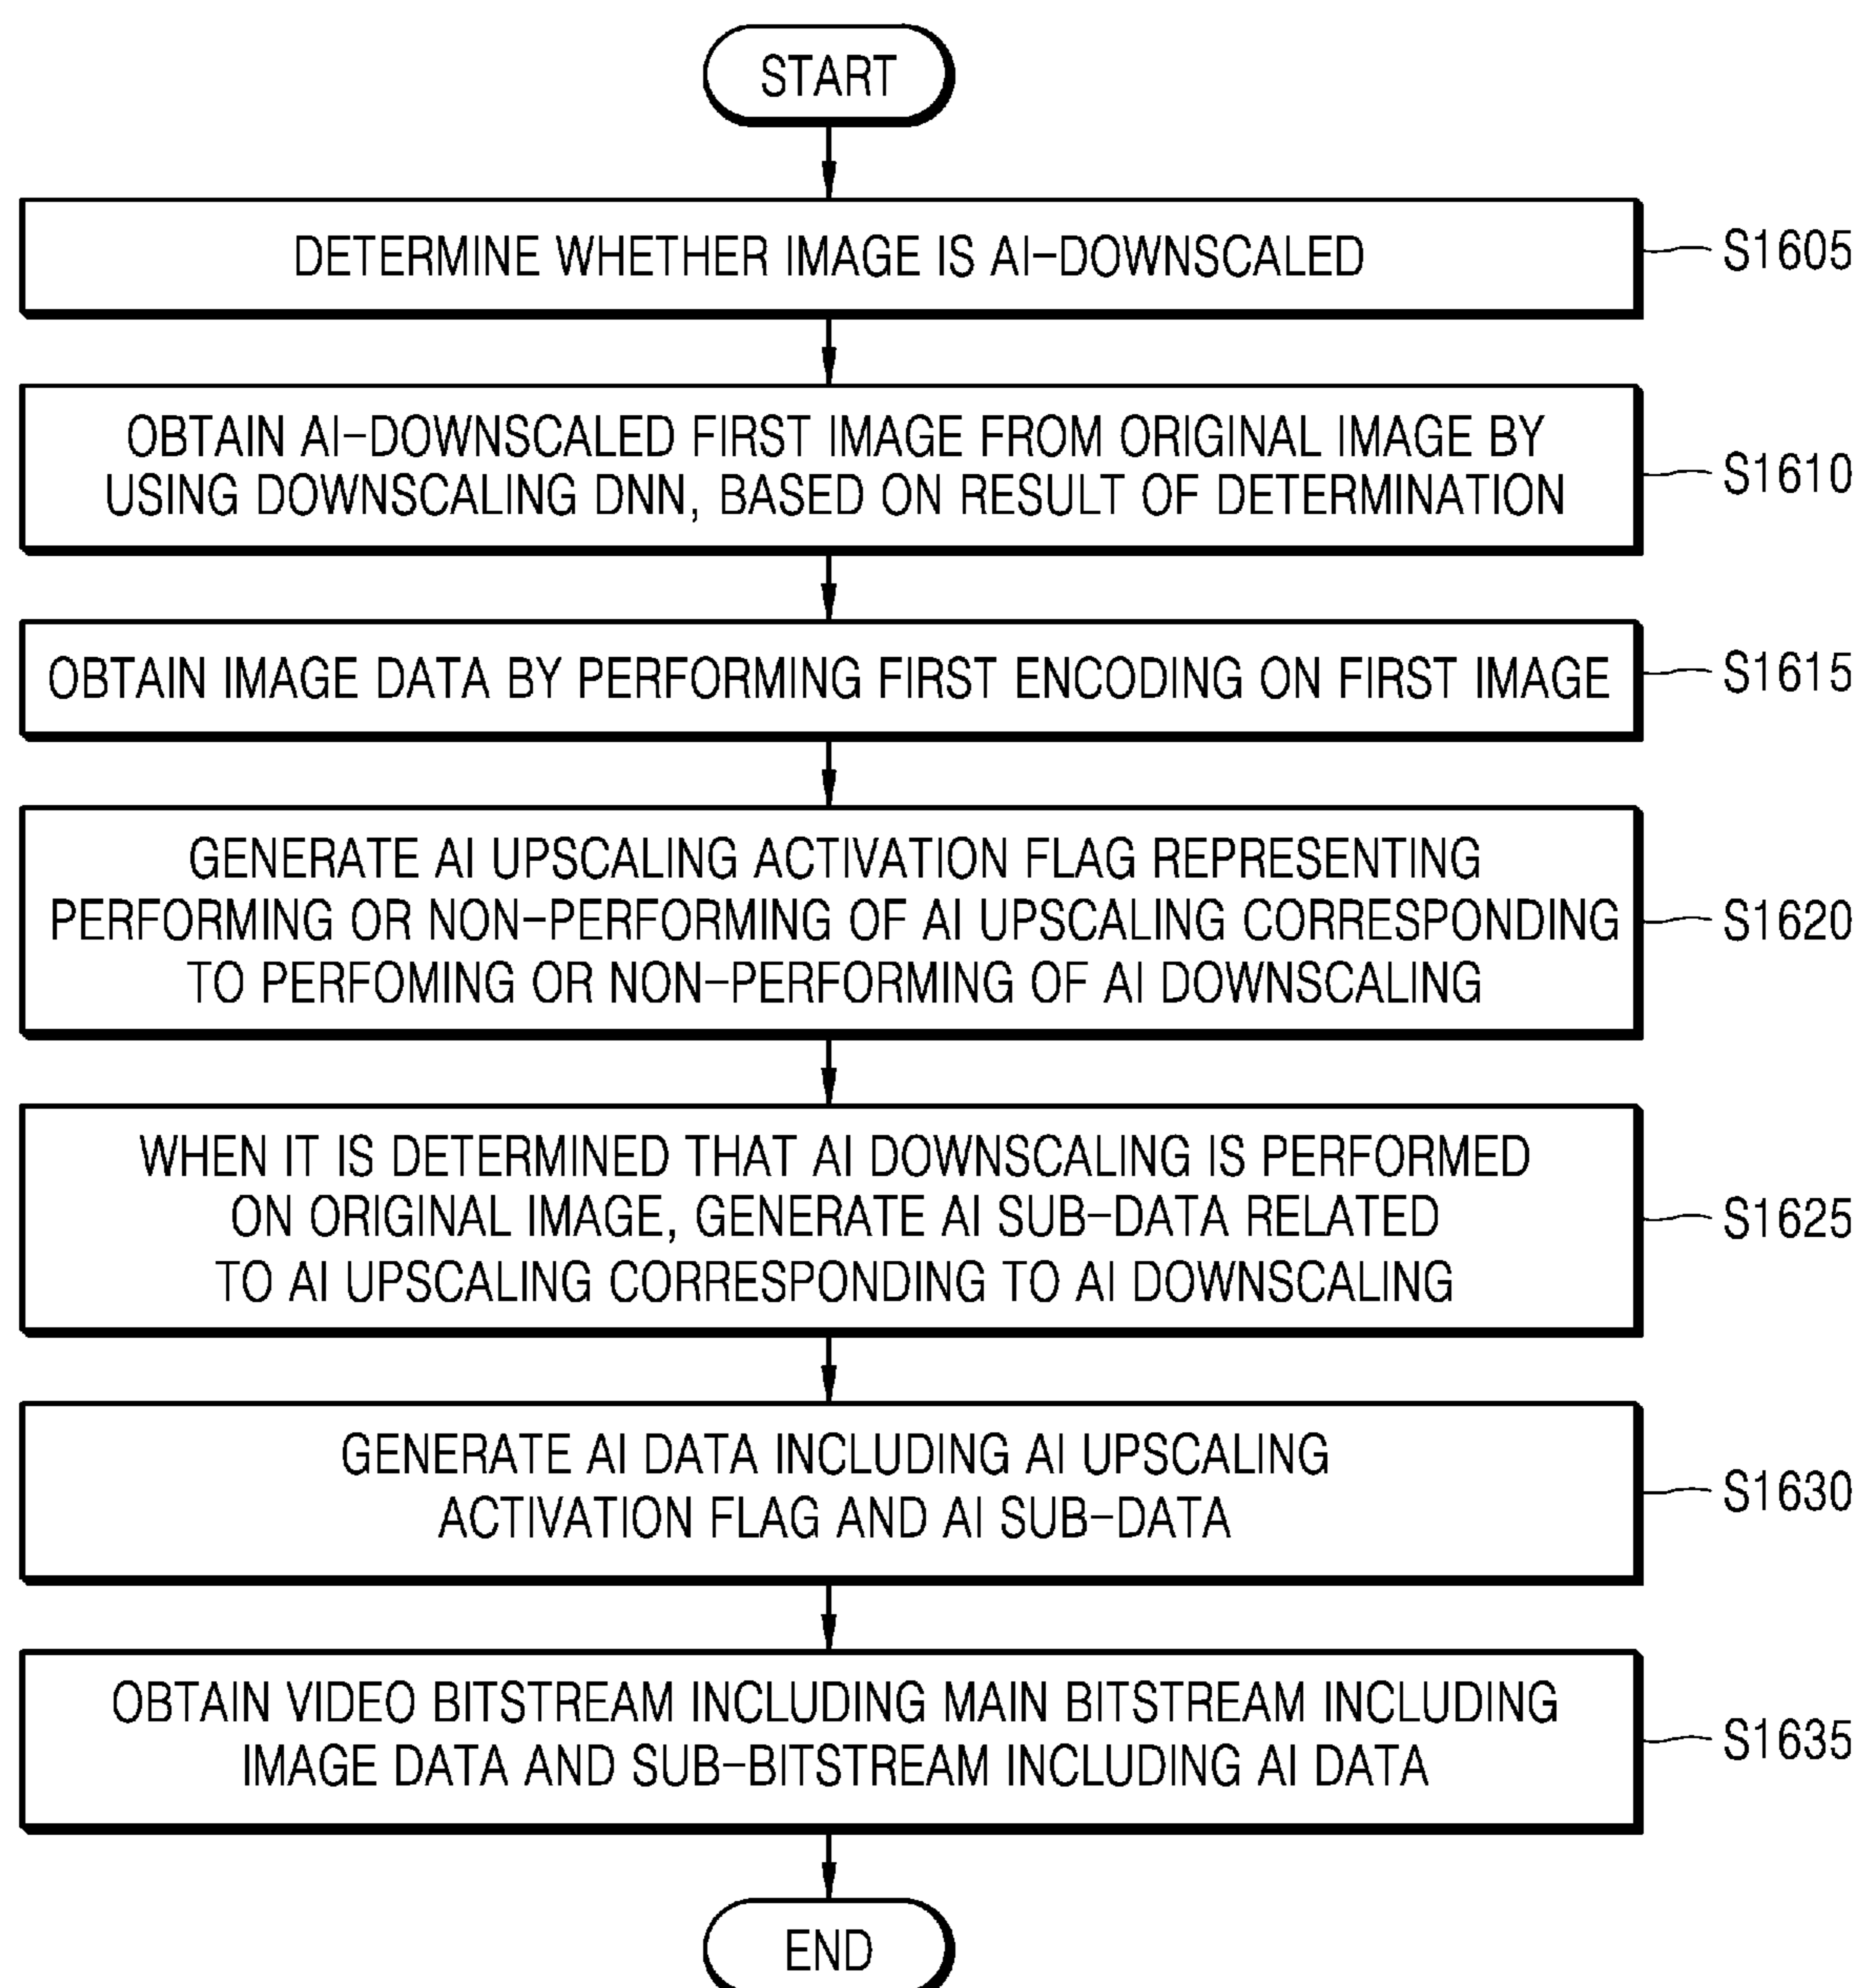 START
DETERMINE WHETHER IMAGE IS AI-DOWNSCALED
S1605
OBTAIN AI-DOWNSCALED FIRST IMAGE FROM ORIGINAL IMAGE BY
USING DOWNSCALING DNN, BASED ON RESULT OF DETERMINATION
S1610
OBTAIN IMAGE DATA BY PERFORMING FIRST ENCODING ON FIRST IMAGE
S1615
GENERATE AI UPSCALING ACTIVATION FLAG REPRESENTING
PERFORMING OR NON-PERFORMING OF AI UPSCALING CORRESPONDING
TO PERFOMING OR NON-PERFORMING OF AI DOWNSCALING
S1620
WHEN IT IS DETERMINED THAT AI DOWNSCALING IS PERFORMED
ON ORIGINAL IMAGE, GENERATE AI SUB-DATA RELATED
TO AI UPSCALING CORRESPONDING TO AI DOWNSCALING
S1625
GENERATE AI DATA INCLUDING AI UPSCALING
ACTIVATION FLAG AND AI SUB-DATA
S1630
OBTAIN VIDEO BITSTREAM INCLUDING MAIN BITSTREAM INCLUDING
IMAGE DATA AND SUB-BITSTREAM INCLUDING AI DATA
S1635
END